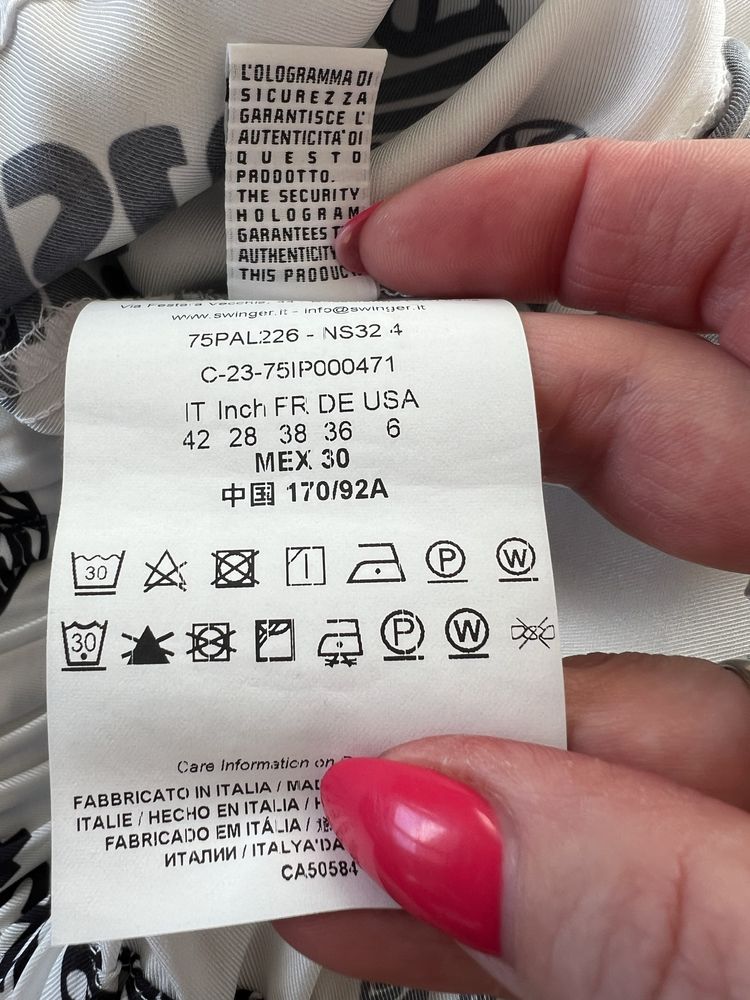 L'OLOGRAMMA DI
SICUREZZA
GARANTISCE L'
AUTENTICITA' DI
QUESTO
PRODOTTO.
THE SECURITY
HOLOGRAM
GARANTEES
AUTHENTICITY
THIS
www.swinger.it - info@swinger.it
75PAL226 - NS32 4
C-23-75IP000471
IT Inch FR DE USA
42 28 38 36 6
MEX 30
中国 170/92A
30 P W
30 P W
Care Information on
FABBRICATO IN ITALIA /
ITALIE / HECHO EN ITALIA /
FABRICADO EM ITÁLIA /
ИТАЛИИ / ITALYA'DA
CA50584